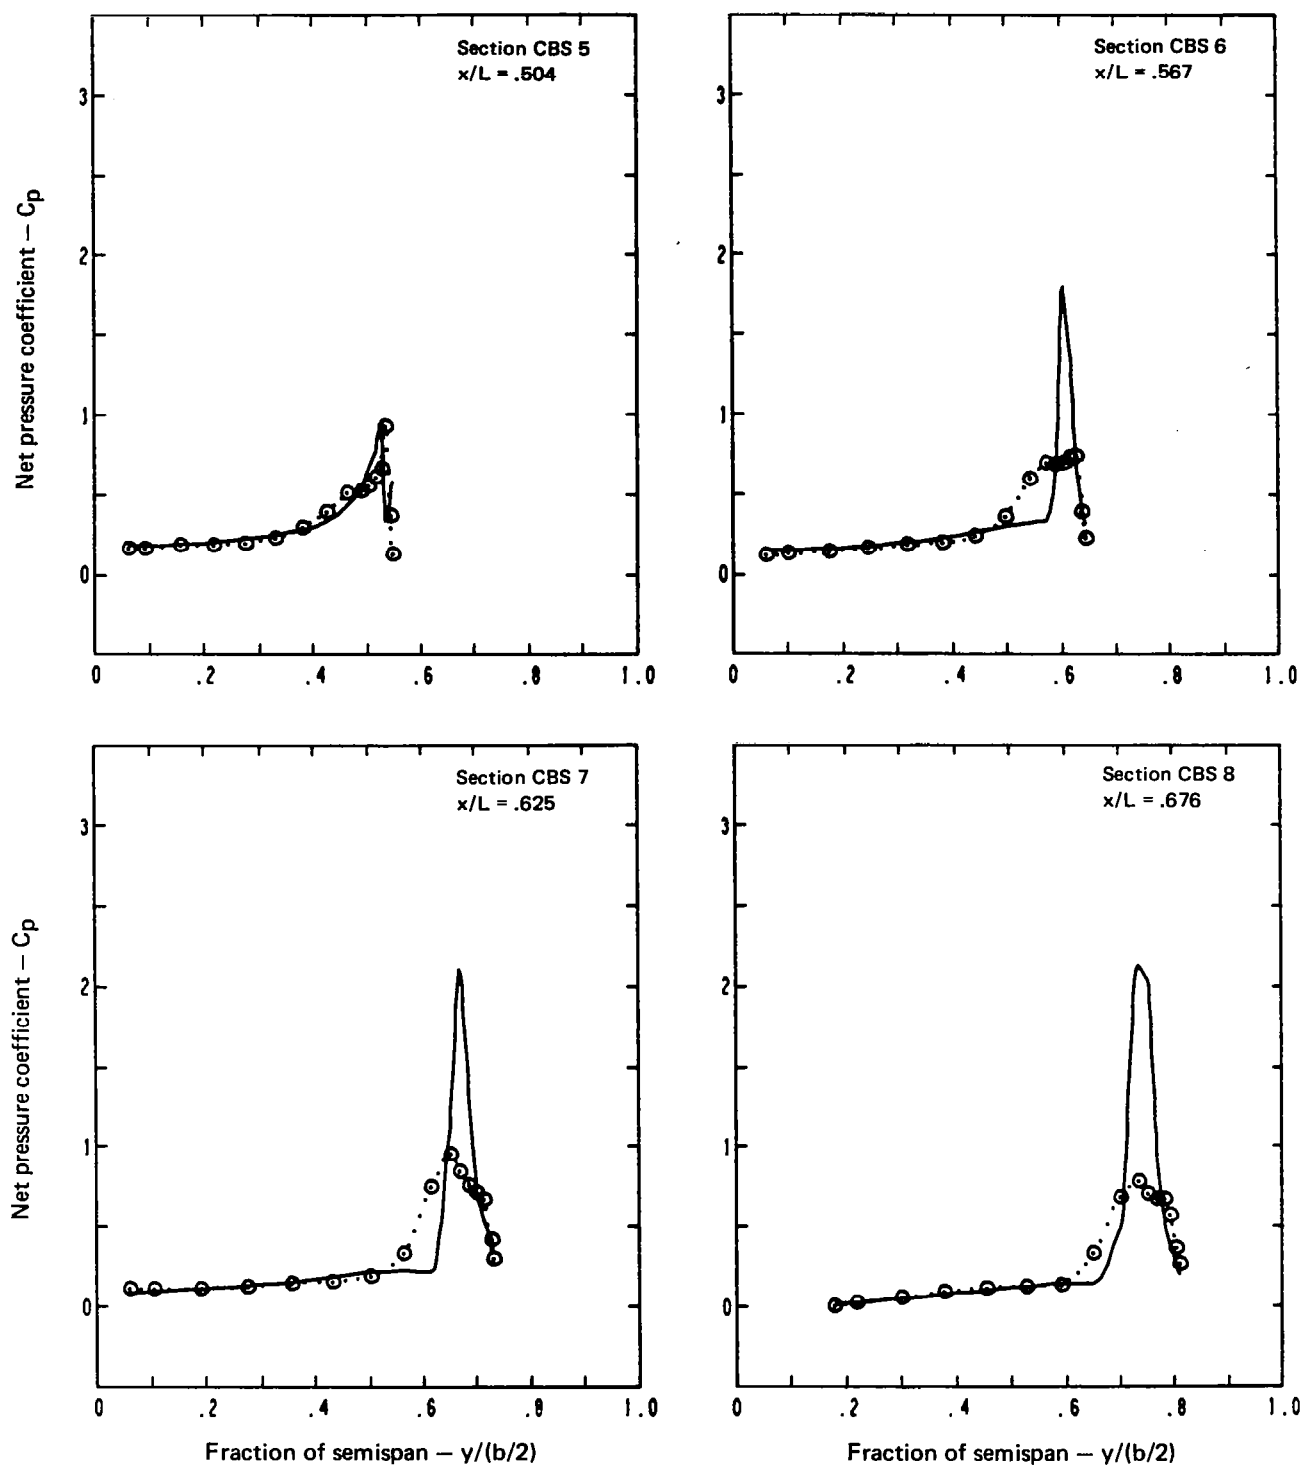 Section CBS 5
x/L = .504
3
2
1
0
Net pressure coefficient – Cp
0 .2 .4 .6 .8 1.0
Section CBS 6
x/L = .567
3
2
1
0
0 .2 .4 .6 .8 1.0
Section CBS 7
x/L = .625
3
2
1
0
Net pressure coefficient – Cp
0 .2 .4 .6 .8 1.0
Fraction of semispan – y/(b/2)
Section CBS 8
x/L = .676
3
2
1
0
0 .2 .4 .6 .8 1.0
Fraction of semispan – y/(b/2)